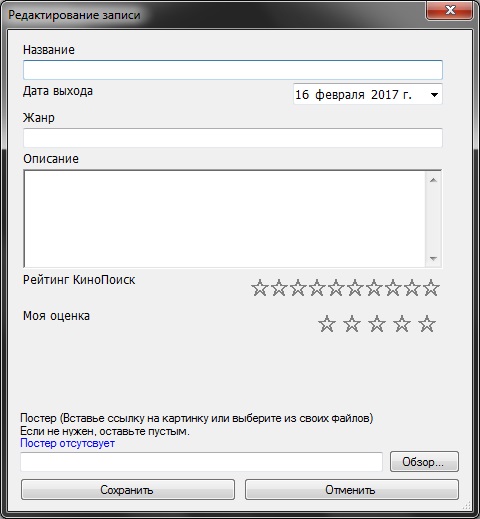 Редактирование записи
Название
Дата выхода
16 февраля 2017 г.
Жанр
Описание
Рейтинг КиноПоиск
Моя оценка
Постер (Вставье ссылку на картинку или выберите из своих файлов)
Если не нужен, оставьте пустым.
Постер отсутсвует
Обзор...
Сохранить
Отменить